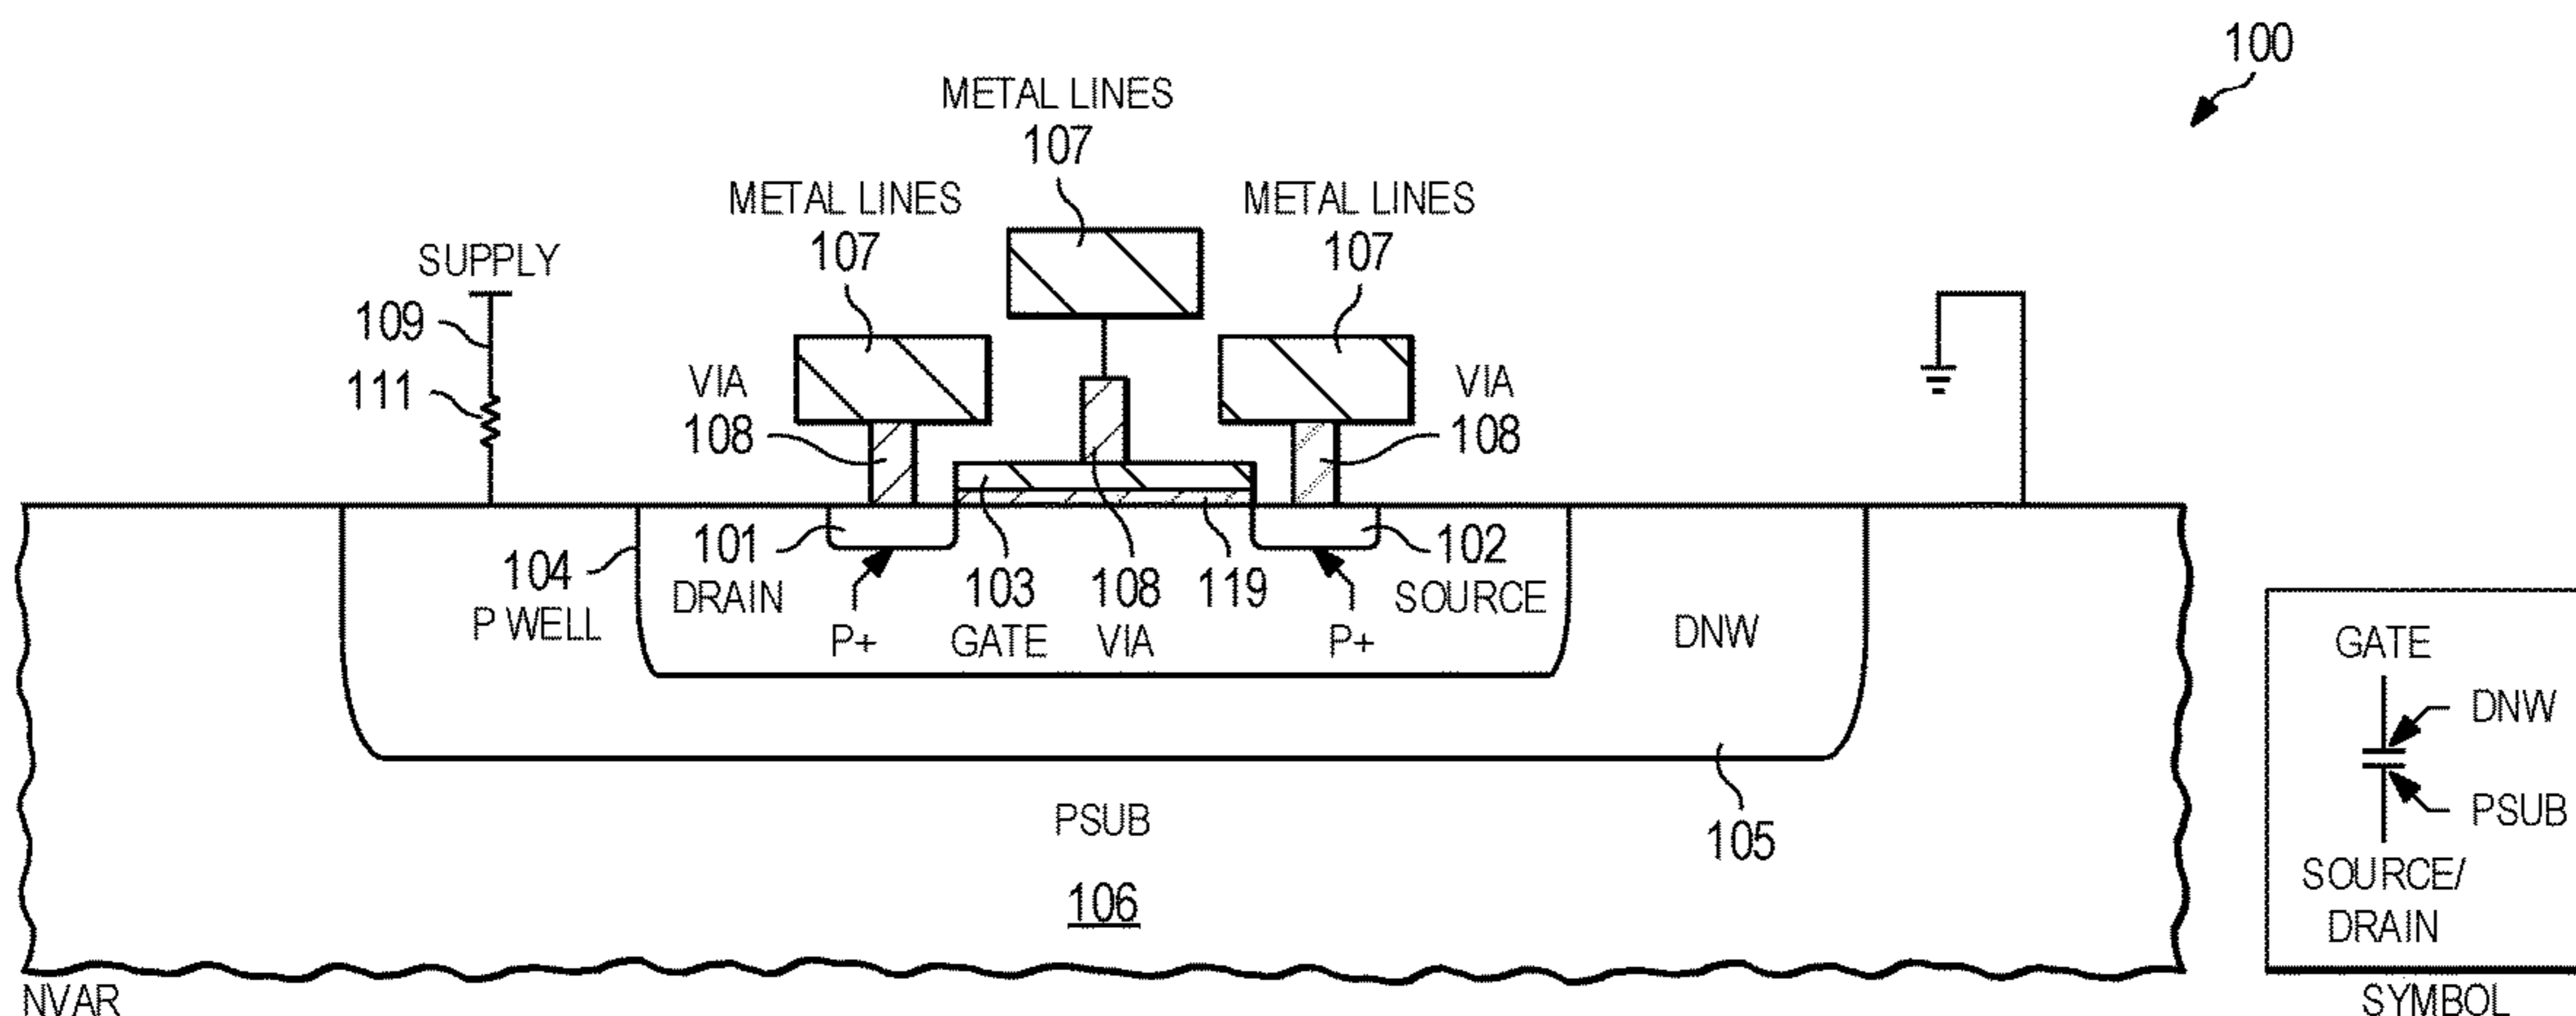 100
METAL LINES
107
METAL LINES
107
METAL LINES
107
SUPPLY
109
111
VIA
108
VIA
108
101
DRAIN
104
P WELL
P+
103
GATE
108
VIA
119
P+
102
SOURCE
DNW
105
PSUB
106
NVAR
GATE
DNW
PSUB
SOURCE/
DRAIN
SYMBOL